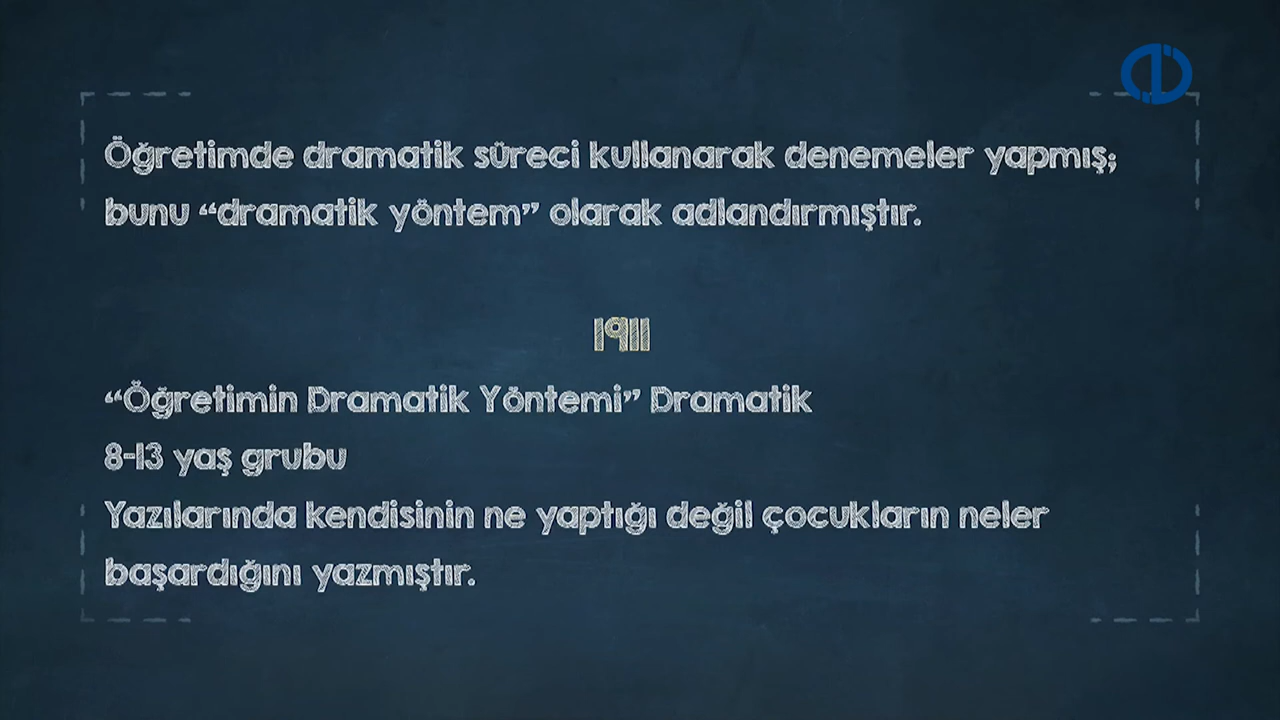 Öğretimde dramatik süreci kullanarak denemeler yapmış;
bunu “dramatik yöntem” olarak adlandırmıştır.
1911
“Öğretimin Dramatik Yöntemi” Dramatik
8-13 yaş grubu
Yazılarında kendisinin ne yaptığı değil çocukların neler
başardığını yazmıştır.